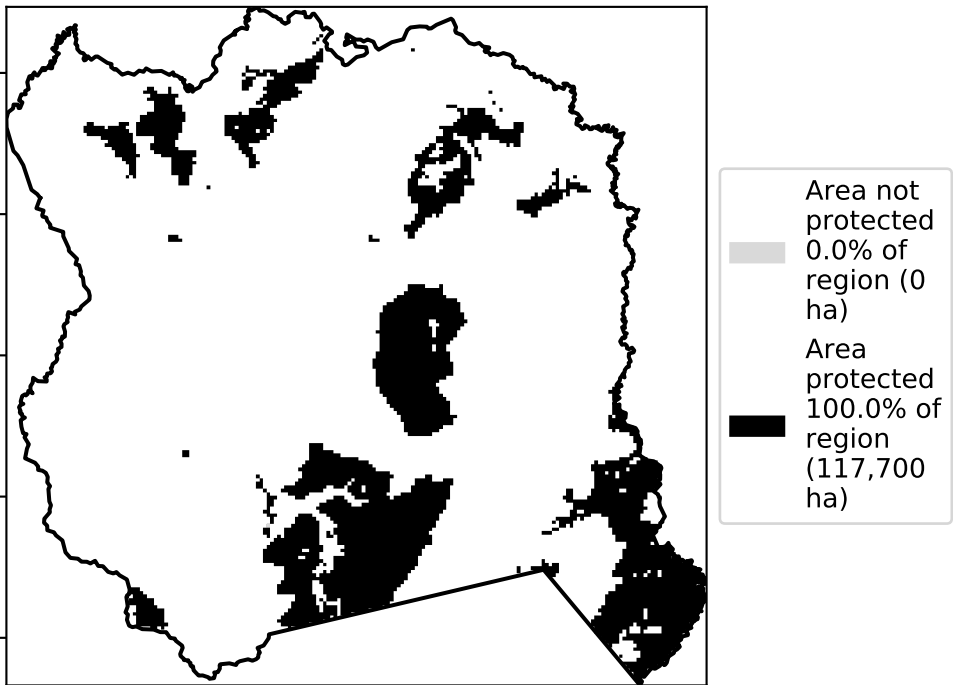 Area not
protected
0.0% of
region (0
ha)
Area
protected
100.0% of
region
(117,700
ha)